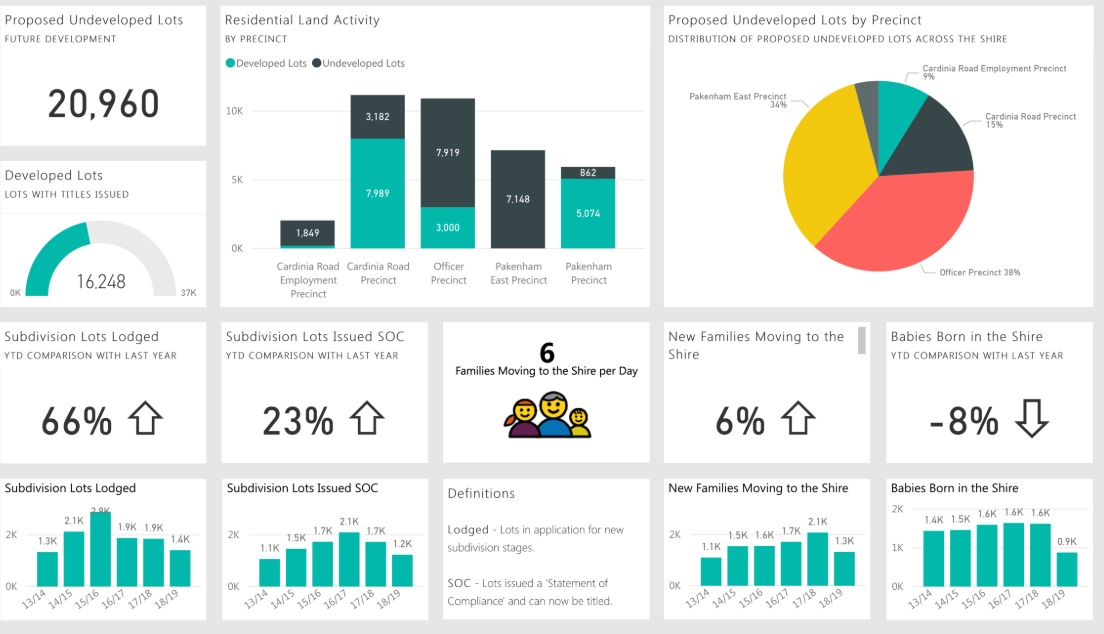 Proposed Undeveloped Lots
FUTURE DEVELOPMENT
20,960
Developed Lots
LOTS WITH TITLES ISSUED
16,248
0K
37K
Residential Land Activity
BY PRECINCT
Developed Lots Undeveloped Lots
10K
5K
0K
1,849
3,182
7,989
7,919
3,000
7,148
862
5,074
Cardinia Road
Employment
Precinct
Cardinia Road
Precinct
Officer
Precinct
Pakenham
East Precinct
Pakenham
Precinct
Proposed Undeveloped Lots by Precinct
DISTRIBUTION OF PROPOSED UNDEVELOPED LOTS ACROSS THE SHIRE
Cardinia Road Employment Precinct
9%
Cardinia Road Precinct
15%
Officer Precinct 38%
Pakenham East Precinct
34%
Subdivision Lots Lodged
YTD COMPARISON WITH LAST YEAR
66%
Subdivision Lots Issued SOC
YTD COMPARISON WITH LAST YEAR
23%
6
Families Moving to the Shire per Day
New Families Moving to the
Shire
6%
Babies Born in the Shire
YTD COMPARISON WITH LAST YEAR
-8%
Subdivision Lots Lodged
2K
0K
1.3K
2.1K
2.9K
1.9K
1.9K
1.4K
13/14
14/15
15/16
16/17
17/18
18/19
Subdivision Lots Issued SOC
2K
0K
1.1K
1.5K
1.7K
2.1K
1.7K
1.2K
13/14
14/15
15/16
16/17
17/18
18/19
Definitions
Lodged - Lots in application for new
subdivision stages.
SOC - Lots issued a 'Statement of
Compliance' and can now be titled.
New Families Moving to the Shire
2K
0K
1.1K
1.5K
1.6K
1.7K
2.1K
1.3K
13/14
14/15
15/16
16/17
17/18
18/19
Babies Born in the Shire
2K
1K
0K
1.4K
1.5K
1.6K
1.6K
1.6K
0.9K
13/14
14/15
15/16
16/17
17/18
18/19